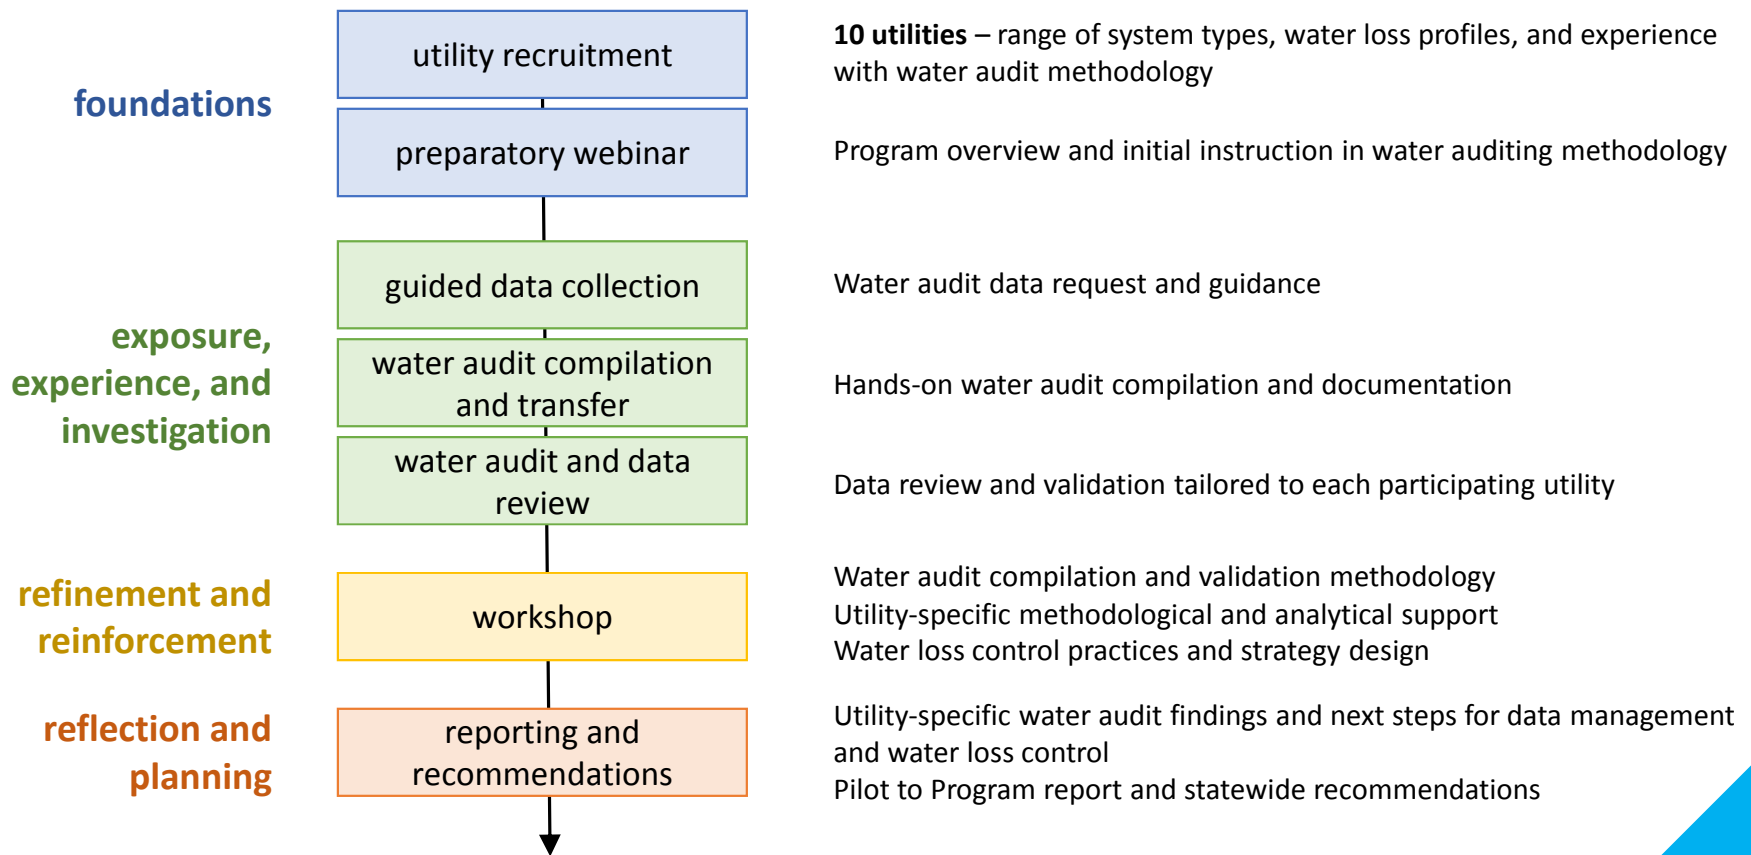 foundations
utility recruitment
10 utilities – range of system types, water loss profiles, and experience
with water audit methodology
preparatory webinar
Program overview and initial instruction in water auditing methodology
exposure,
experience, and
investigation
guided data collection
Water audit data request and guidance
water audit compilation
and transfer
Hands-on water audit compilation and documentation
water audit and data
review
Data review and validation tailored to each participating utility
refinement and
reinforcement
workshop
Water audit compilation and validation methodology
Utility-specific methodological and analytical support
Water loss control practices and strategy design
reflection and
planning
reporting and
recommendations
Utility-specific water audit findings and next steps for data management
and water loss control
Pilot to Program report and statewide recommendations